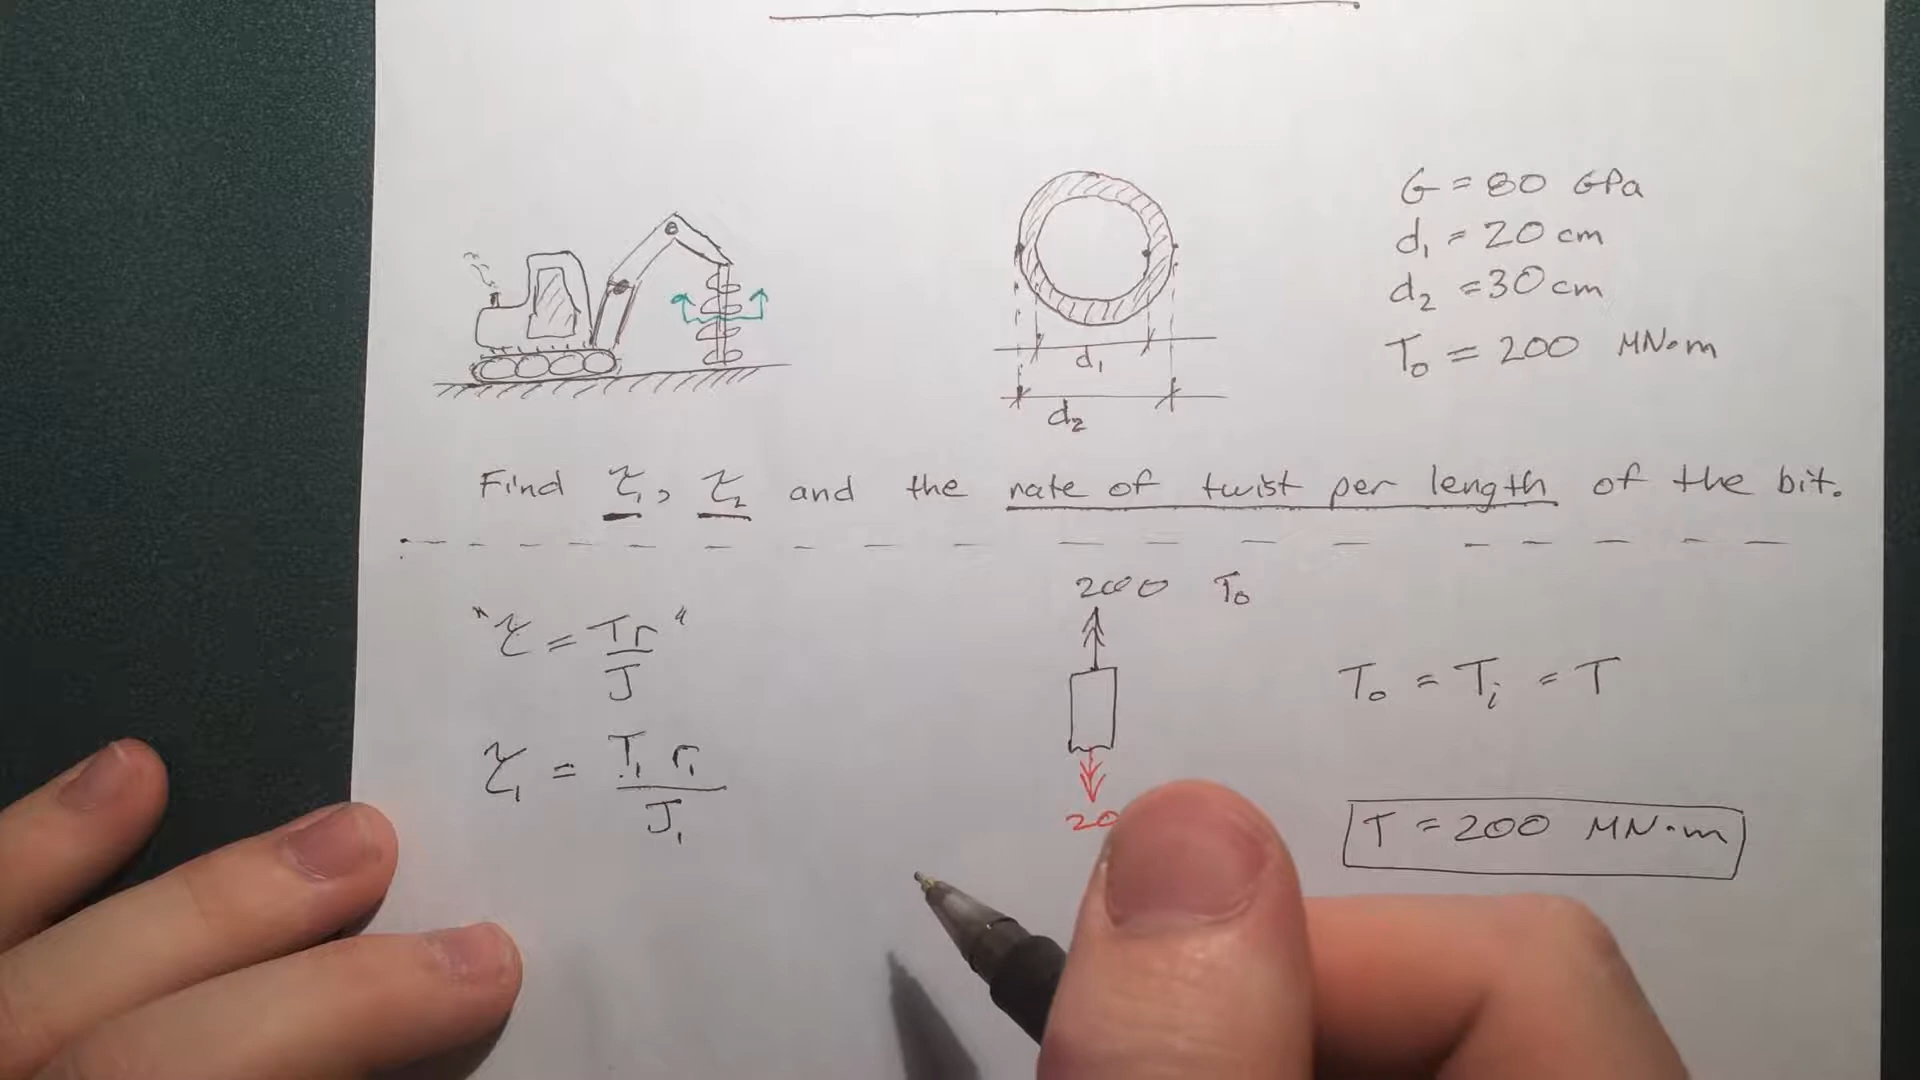 G = 80 GPa
d₁ = 20 cm
d₂ = 30 cm
T₀ = 200 MN·m
d₁
d₂
Find τ₁, τ₂ and the rate of twist per length of the bit.
200 T₀
"τ = Tr/J"
T₀ = Tᵢ = T
τ₁ = T₁ r₁/J₁
20
T = 200 MN·m